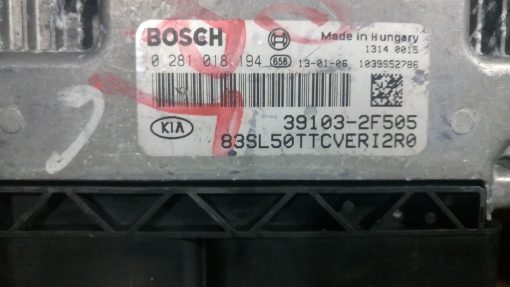 BOSCH
Made in Hungary
1314 0015
0 281 018 194 658 13-01-06 1039S52786
KIA
39103-2F505
83SL50TTCVERI2R0